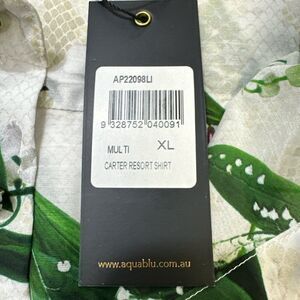 AP22098LI
9 328752 040091
MULTI XL
CARTER RESORT SHIRT
www.aquablu.com.au